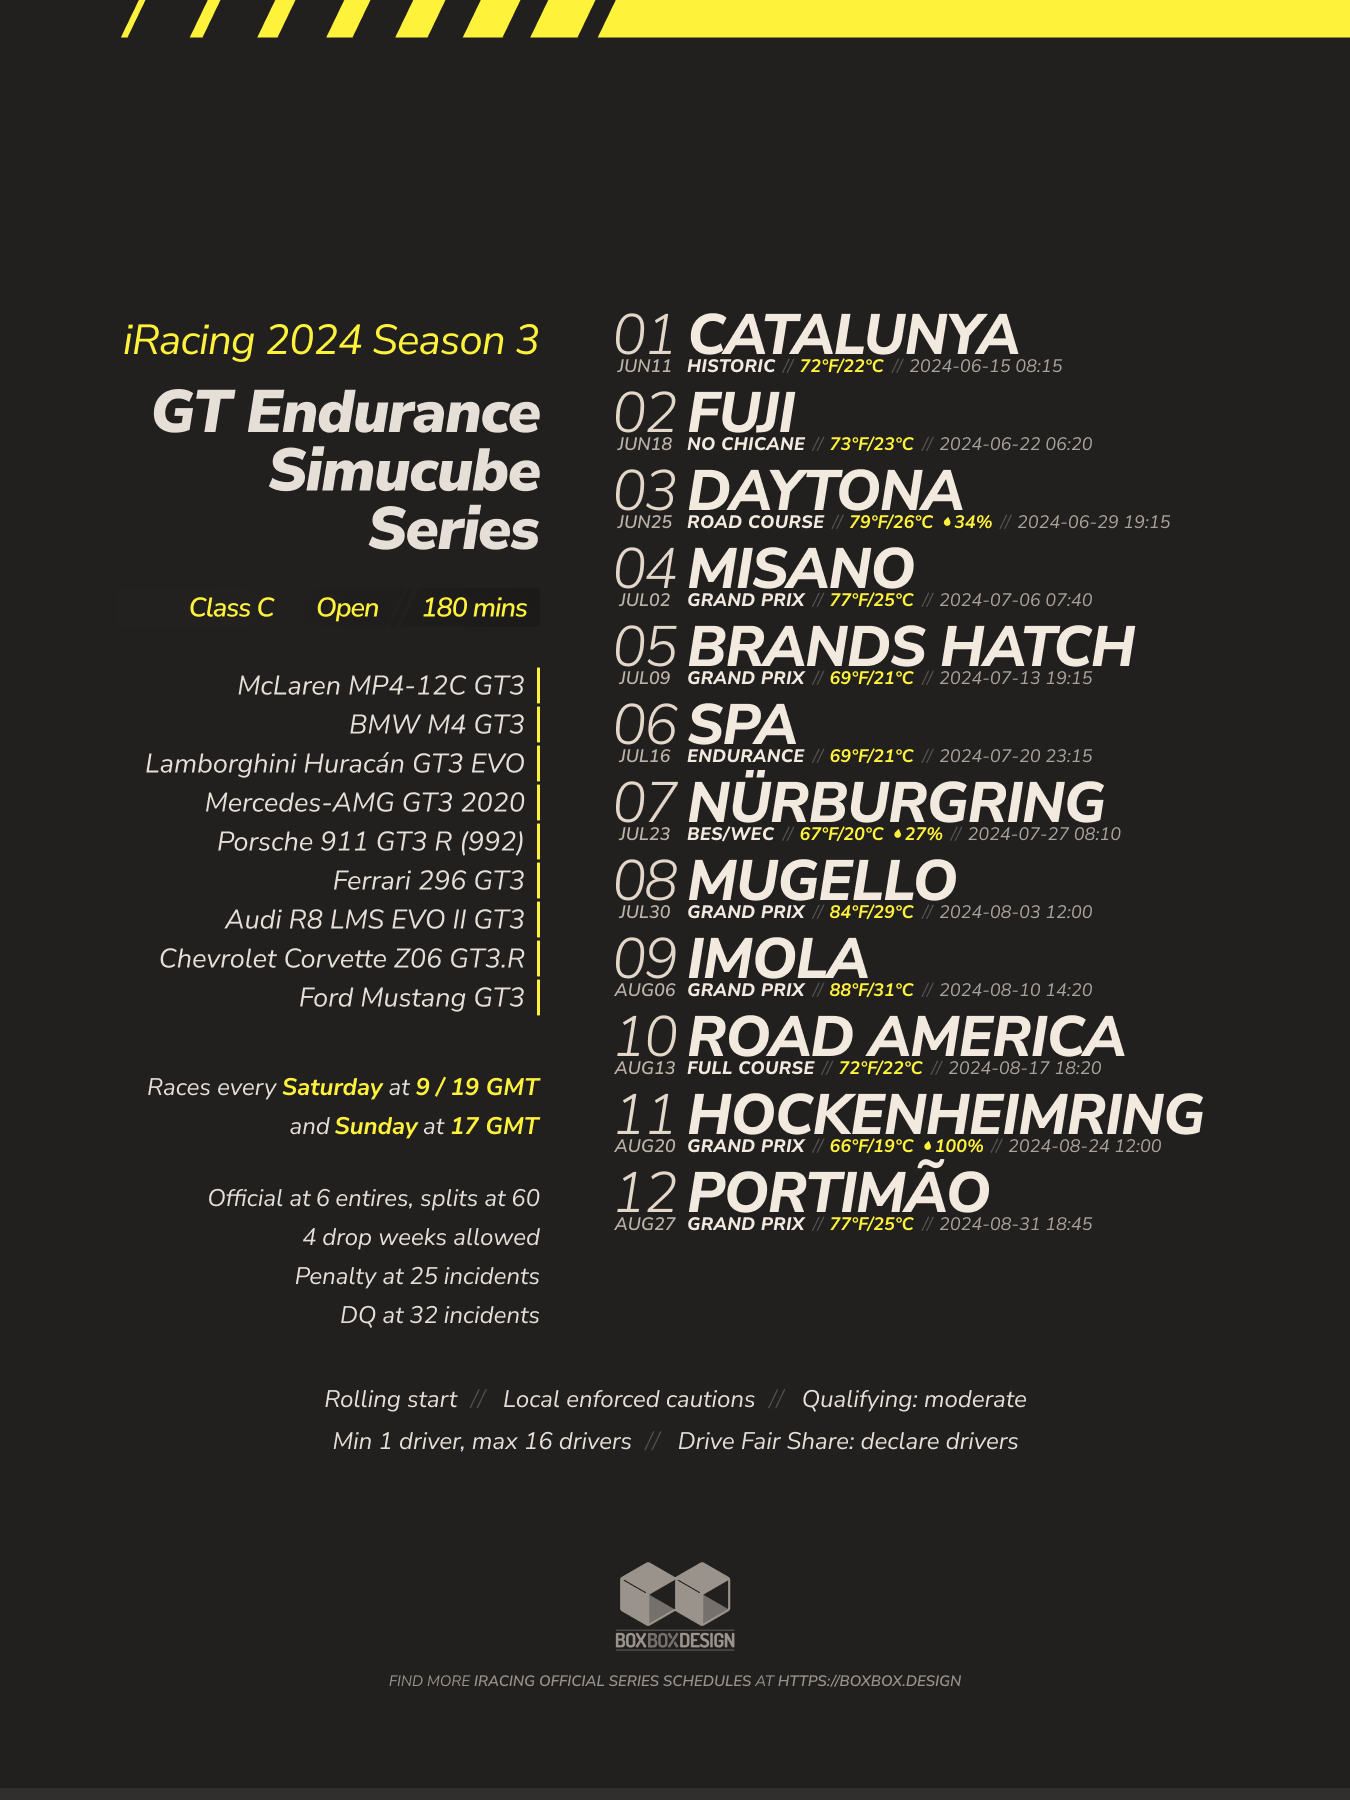 iRacing 2024 Season 3
GT Endurance
Simucube
Series
Class C Open // 180 mins
McLaren MP4-12C GT3
BMW M4 GT3
Lamborghini Huracán GT3 EVO
Mercedes-AMG GT3 2020
Porsche 911 GT3 R (992)
Ferrari 296 GT3
Audi R8 LMS EVO II GT3
Chevrolet Corvette Z06 GT3.R
Ford Mustang GT3
Races every Saturday at 9 / 19 GMT
and Sunday at 17 GMT
Official at 6 entires, splits at 60
4 drop weeks allowed
Penalty at 25 incidents
DQ at 32 incidents
01 CATALUNYA
JUN11 HISTORIC // 72°F/22°C // 2024-06-15 08:15
02 FUJI
JUN18 NO CHICANE // 73°F/23°C // 2024-06-22 06:20
03 DAYTONA
JUN25 ROAD COURSE // 79°F/26°C 34% // 2024-06-29 19:15
04 MISANO
JUL02 GRAND PRIX // 77°F/25°C // 2024-07-06 07:40
05 BRANDS HATCH
JUL09 GRAND PRIX // 69°F/21°C // 2024-07-13 19:15
06 SPA
JUL16 ENDURANCE // 69°F/21°C // 2024-07-20 23:15
07 NÜRBURGRING
JUL23 BES/WEC // 67°F/20°C 27% // 2024-07-27 08:10
08 MUGELLO
JUL30 GRAND PRIX // 84°F/29°C // 2024-08-03 12:00
09 IMOLA
AUG06 GRAND PRIX // 88°F/31°C // 2024-08-10 14:20
10 ROAD AMERICA
AUG13 FULL COURSE // 72°F/22°C // 2024-08-17 18:20
11 HOCKENHEIMRING
AUG20 GRAND PRIX // 66°F/19°C 100% // 2024-08-24 12:00
12 PORTIMÃO
AUG27 GRAND PRIX // 77°F/25°C // 2024-08-31 18:45
Rolling start // Local enforced cautions // Qualifying: moderate
Min 1 driver, max 16 drivers // Drive Fair Share: declare drivers
BOXBOXDESIGN
FIND MORE IRACING OFFICIAL SERIES SCHEDULES AT HTTPS://BOXBOX.DESIGN